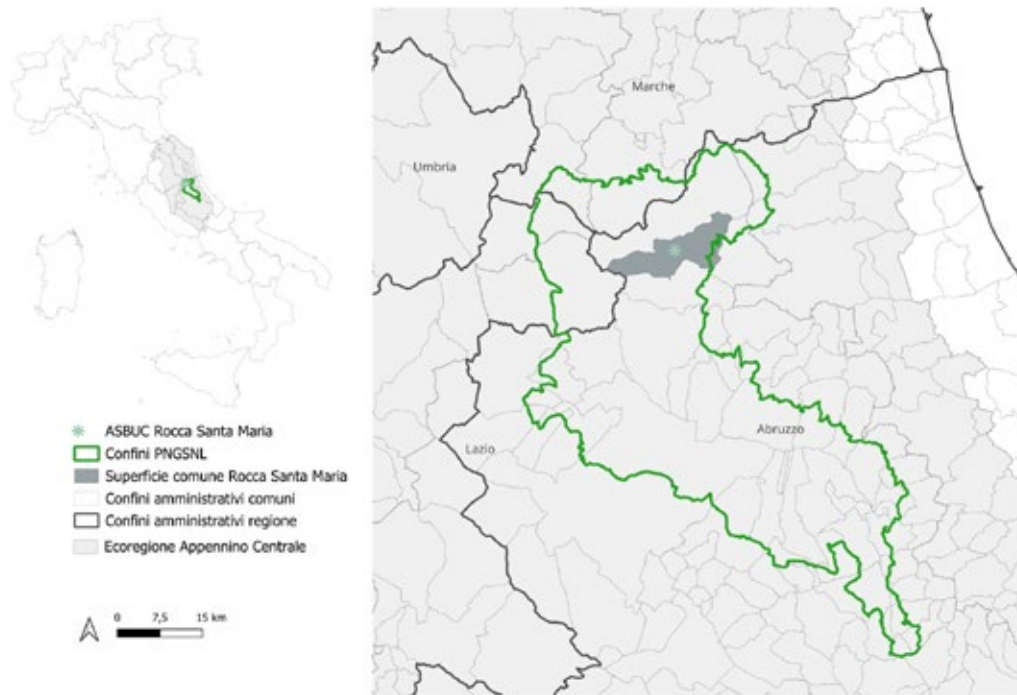 Marche
Umbria
Abruzzo
Lazio
ASBUC Rocca Santa Maria
Confini PNGSNL
Superficie comune Rocca Santa Maria
Confini amministrativi comuni
Confini amministrativi regione
Ecoregione Appennino Centrale
0 7,5 15 km